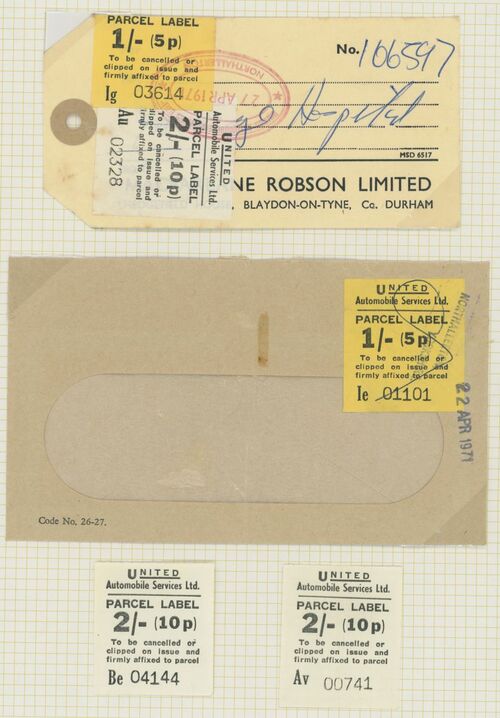 PARCEL LABEL
1/- (5p)
To be cancelled or
clipped on issue and
firmly affixed to parcel
Ig 03614
No. 106597
NORTHALLERTON
27 APR 1971
Hospital
MSD 6517
NE ROBSON LIMITED
BLAYDON-ON-TYNE, Co. DURHAM
UNITED
Automobile Services Ltd.
PARCEL LABEL
2/- (10p)
To be cancelled or
clipped on issue and
firmly affixed to parcel
Au 02328
UNITED
Automobile Services Ltd.
PARCEL LABEL
1/- (5p)
To be cancelled or
clipped on issue and
firmly affixed to parcel
Ie 01101
22 APR 1971
Code No. 26-27.
UNITED
Automobile Services Ltd.
PARCEL LABEL
2/- (10p)
To be cancelled or
clipped on issue and
firmly affixed to parcel
Be 04144
UNITED
Automobile Services Ltd.
PARCEL LABEL
2/- (10p)
To be cancelled or
clipped on issue and
firmly affixed to parcel
Av 00741